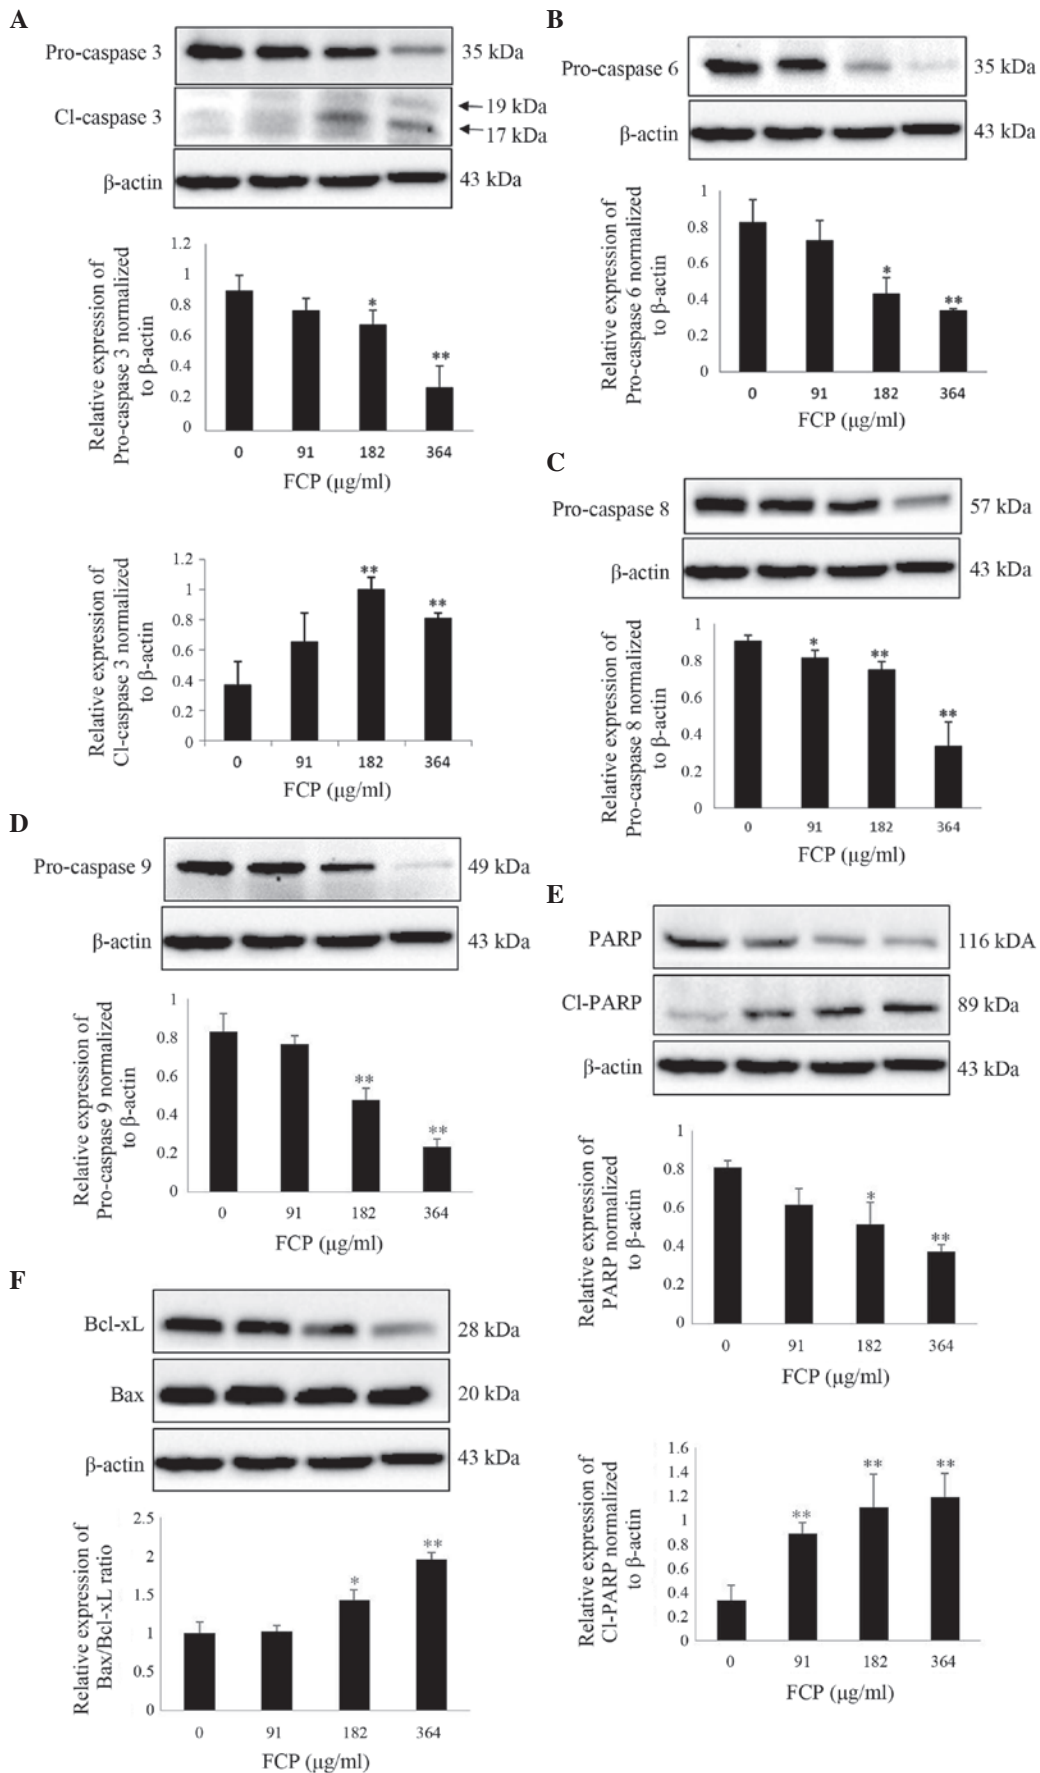 A
Pro-caspase 3
35 kDa
Cl-caspase 3
19 kDa
17 kDa
β-actin
43 kDa
Relative expression of
Pro-caspase 3 normalized
to β-actin
1.2
1
0.8
0.6
0.4
0.2
0
*
**
0 91 182 364
FCP (μg/ml)
Relative expression of
Cl-caspase 3 normalized
to β-actin
1.2
1
0.8
0.6
0.4
0.2
0
**
**
0 91 182 364
FCP (μg/ml)
B
Pro-caspase 6
35 kDa
β-actin
43 kDa
Relative expression of
Pro-caspase 6 normalized
to β-actin
1
0.8
0.6
0.4
0.2
0
*
**
0 91 182 364
FCP (μg/ml)
C
Pro-caspase 8
57 kDa
β-actin
43 kDa
Relative expression of
Pro-caspase 8 normalized
to β-actin
1
0.8
0.6
0.4
0.2
0
*
**
**
0 91 182 364
FCP (μg/ml)
D
Pro-caspase 9
49 kDa
β-actin
43 kDa
Relative expression of
Pro-caspase 9 normalized
to β-actin
1
0.8
0.6
0.4
0.2
0
**
**
0 91 182 364
FCP (μg/ml)
E
PARP
116 kDA
Cl-PARP
89 kDa
β-actin
43 kDa
Relative expression of
PARP normalized
to β-actin
1
0.8
0.6
0.4
0.2
0
*
**
0 91 182 364
FCP (μg/ml)
Relative expression of
Cl-PARP normalized
to β-actin
1.6
1.4
1.2
1
0.8
0.6
0.4
0.2
0
**
**
**
0 91 182 364
FCP (μg/ml)
F
Bcl-xL
28 kDa
Bax
20 kDa
β-actin
43 kDa
Relative expression of
Bax/Bcl-xL ratio
2.5
2
1.5
1
0.5
0
*
**
0 91 182 364
FCP (μg/ml)